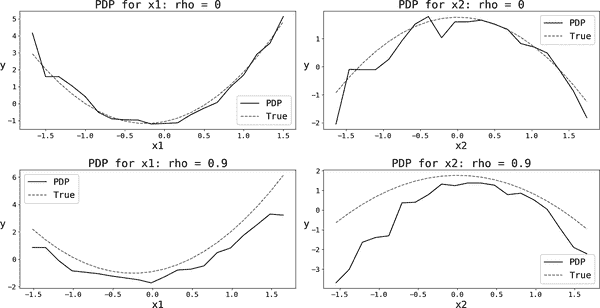 PDP for x1: rho = 0
5
4
3
2
1
0
−1
y
−1.5 −1.0 −0.5 0.0 0.5 1.0 1.5
x1
PDP
True
PDP for x2: rho = 0
2
1
0
−1
−2
y
−1.5 −1.0 −0.5 0.0 0.5 1.0 1.5
x2
PDP
True
PDP for x1: rho = 0.9
6
4
2
0
−2
y
−1.5 −1.0 −0.5 0.0 0.5 1.0 1.5
x1
PDP
True
PDP for x2: rho = 0.9
2
1
0
−1
−2
−3
y
−1.5 −1.0 −0.5 0.0 0.5 1.0 1.5
x2
PDP
True